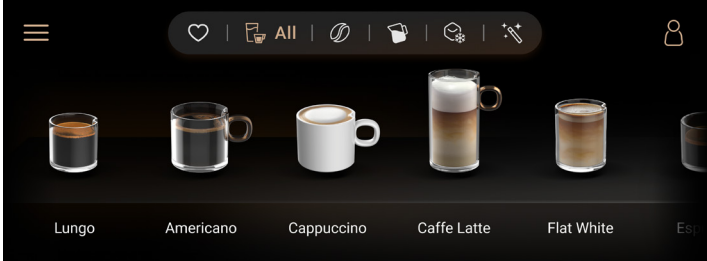 All
Lungo
Americano
Cappuccino
Caffe Latte
Flat White